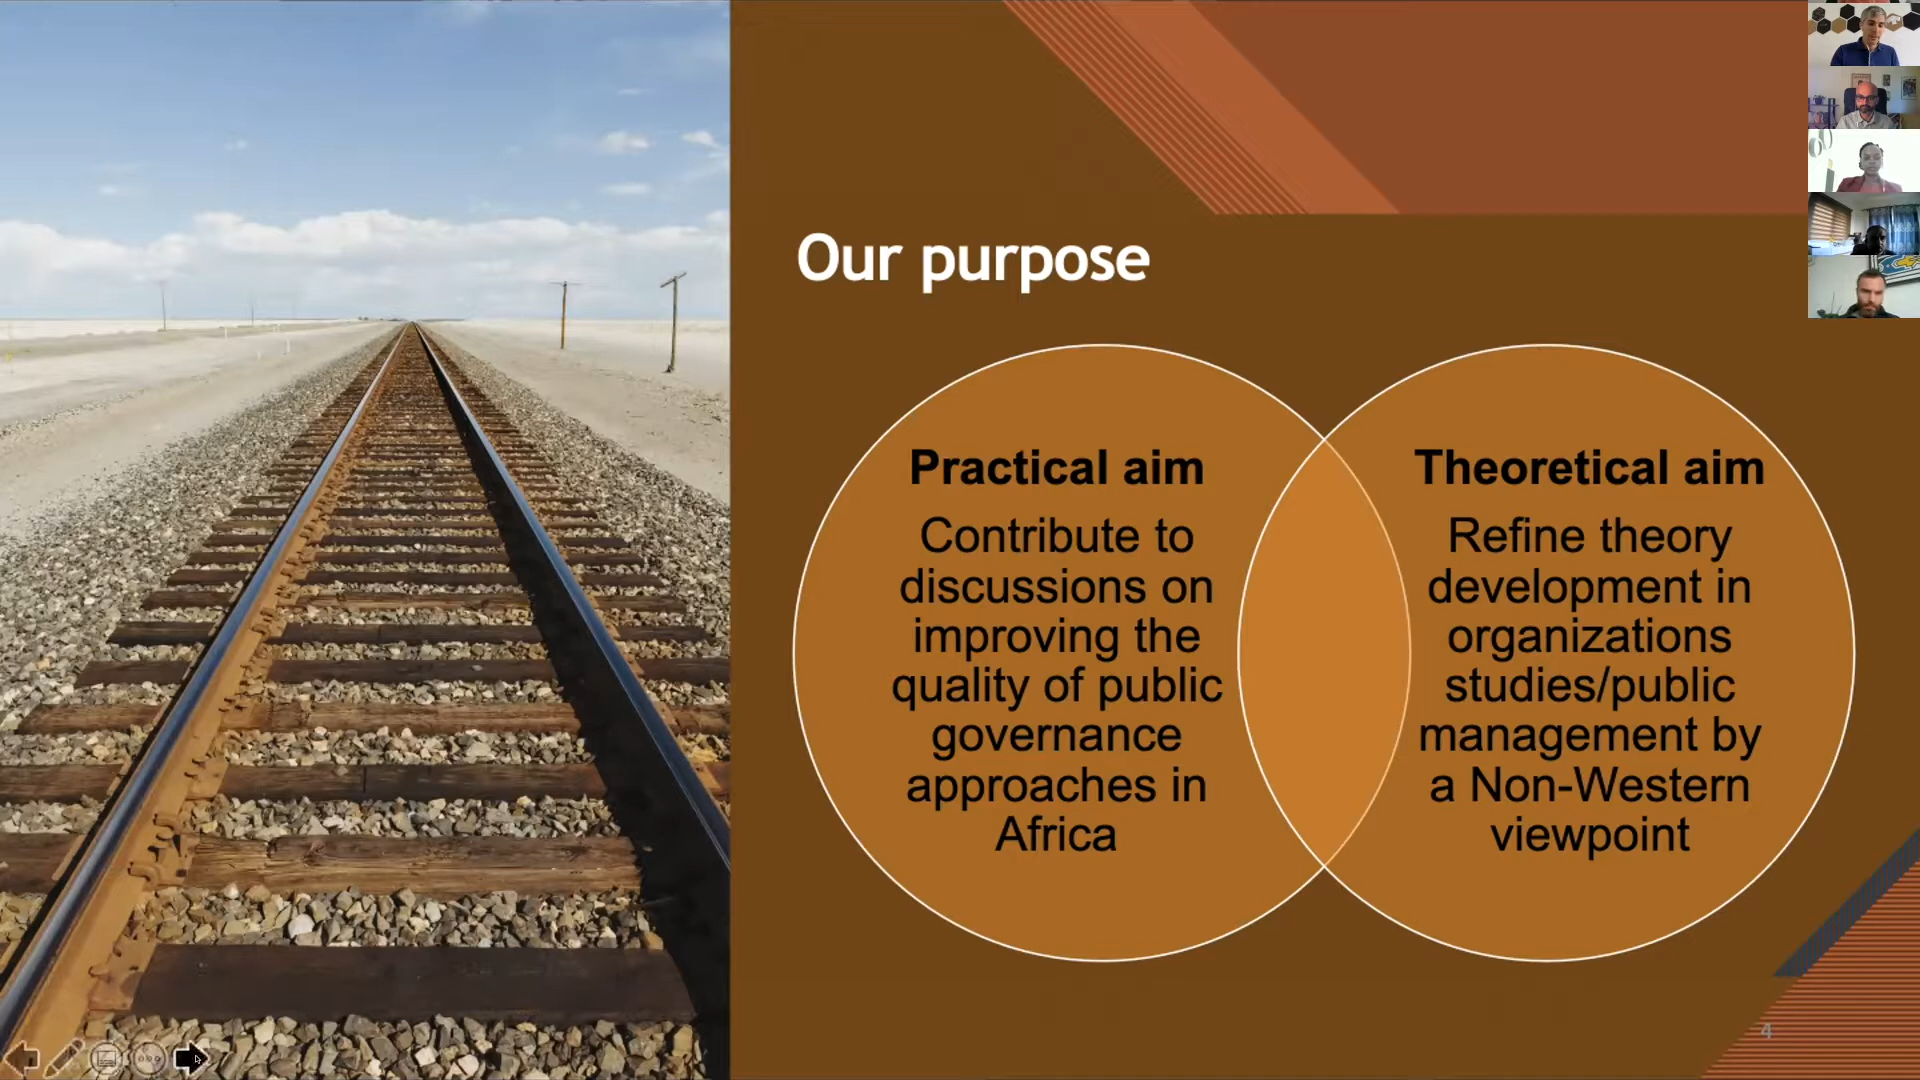 Our purpose
Practical aim
Contribute to
discussions on
improving the
quality of public
governance
approaches in
Africa
Theoretical aim
Refine theory
development in
organizations
studies/public
management by
a Non-Western
viewpoint
4